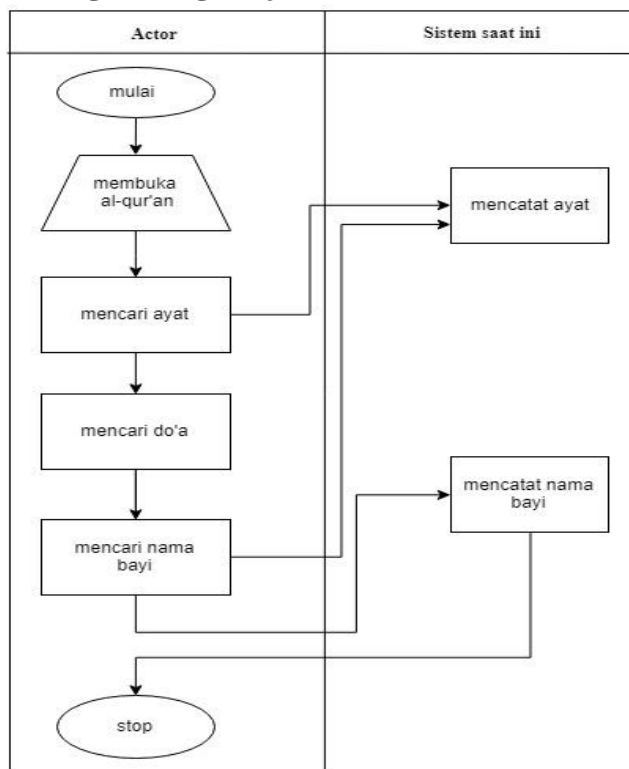 Actor
Sistem saat ini
mulai
membuka
al-qur'an
mencatat ayat
mencari ayat
mencari do'a
mencatat nama
bayi
mencari nama
bayi
stop